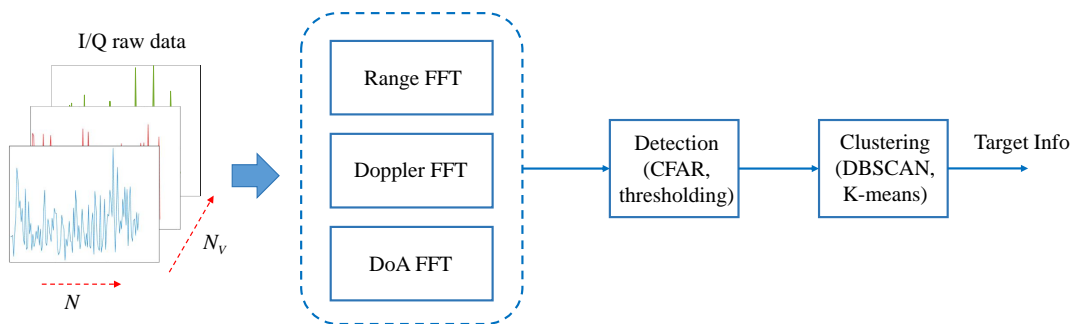 I/Q raw data
N
N_V
Range FFT
Doppler FFT
DoA FFT
Detection
(CFAR,
thresholding)
Clustering
(DBSCAN,
K-means)
Target Info